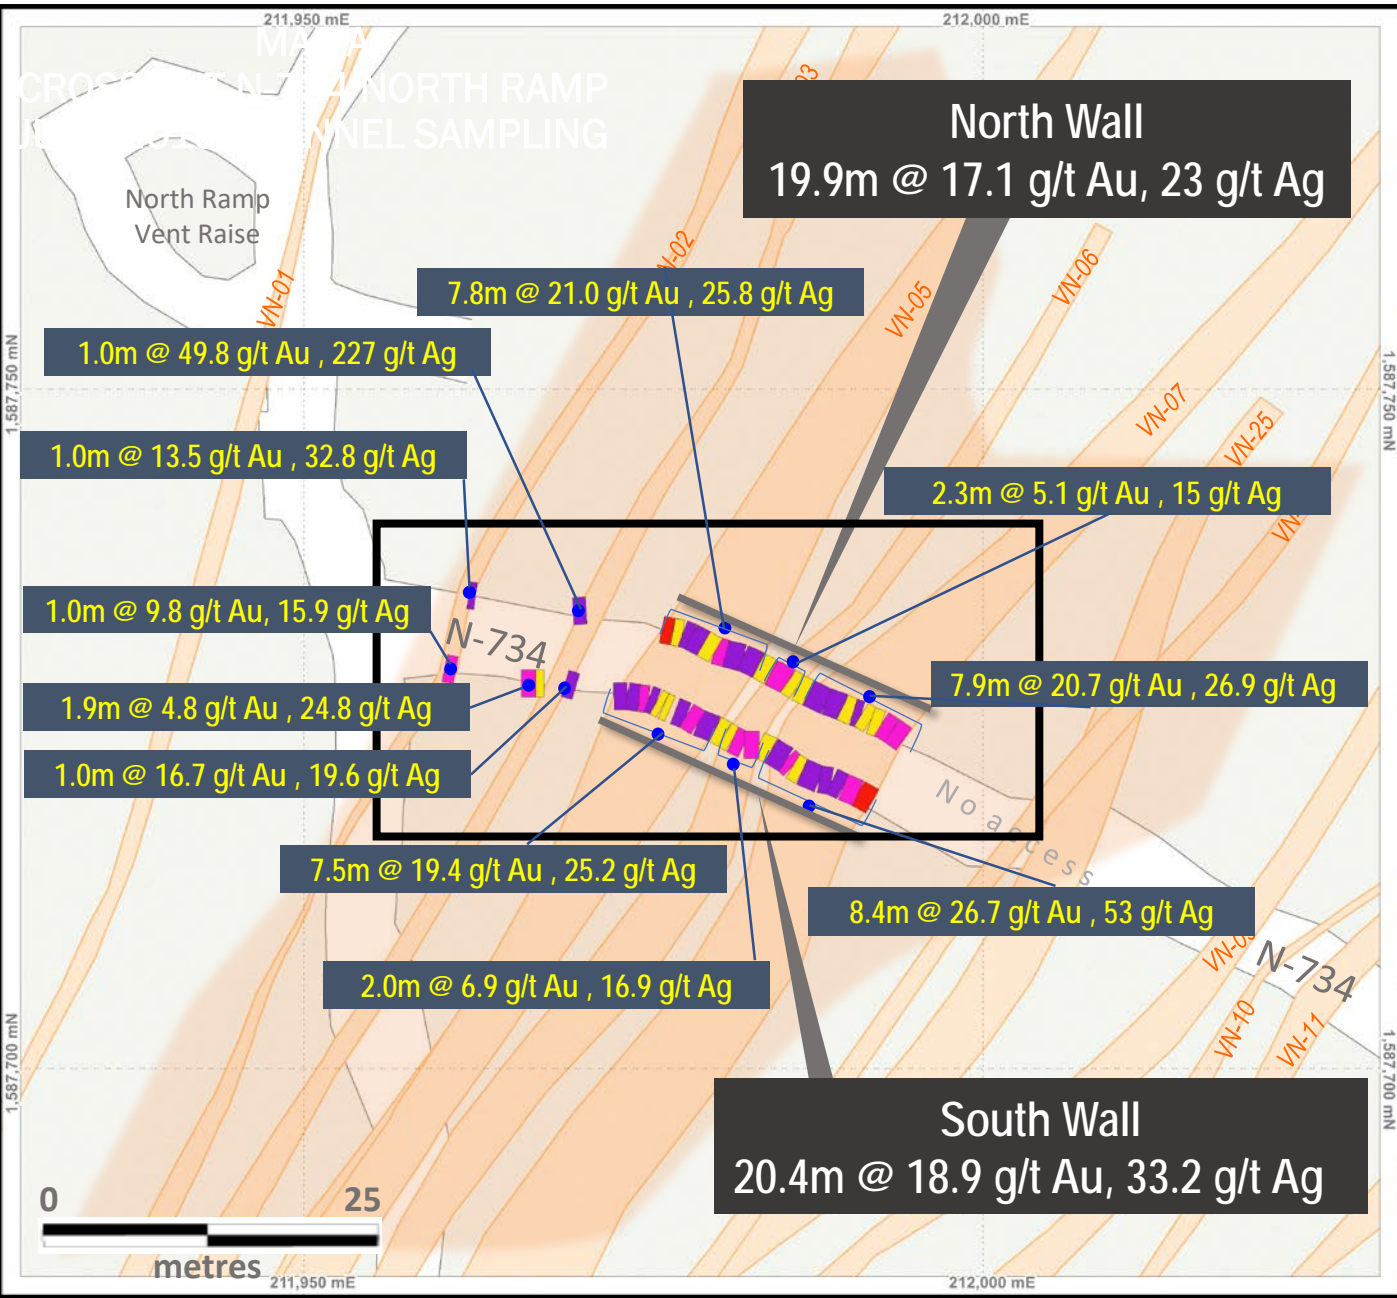 211,950 mE
212,000 mE
CROSSCUT N-734 NORTH RAMP
CHANNEL SAMPLING
North Wall
19.9m @ 17.1 g/t Au, 23 g/t Ag
North Ramp
Vent Raise
VN-01
VN-05
VN-06
VN-07
VN-25
7.8m @ 21.0 g/t Au , 25.8 g/t Ag
1.0m @ 49.8 g/t Au , 227 g/t Ag
1,587,750 mN
1,587,750 mN
1.0m @ 13.5 g/t Au , 32.8 g/t Ag
2.3m @ 5.1 g/t Au , 15 g/t Ag
1.0m @ 9.8 g/t Au, 15.9 g/t Ag
N-734
7.9m @ 20.7 g/t Au , 26.9 g/t Ag
1.9m @ 4.8 g/t Au , 24.8 g/t Ag
1.0m @ 16.7 g/t Au , 19.6 g/t Ag
No access
7.5m @ 19.4 g/t Au , 25.2 g/t Ag
8.4m @ 26.7 g/t Au , 53 g/t Ag
2.0m @ 6.9 g/t Au , 16.9 g/t Ag
N-734
VN-10
VN-11
1,587,700 mN
1,587,700 mN
South Wall
20.4m @ 18.9 g/t Au, 33.2 g/t Ag
0 25
metres
211,950 mE
212,000 mE